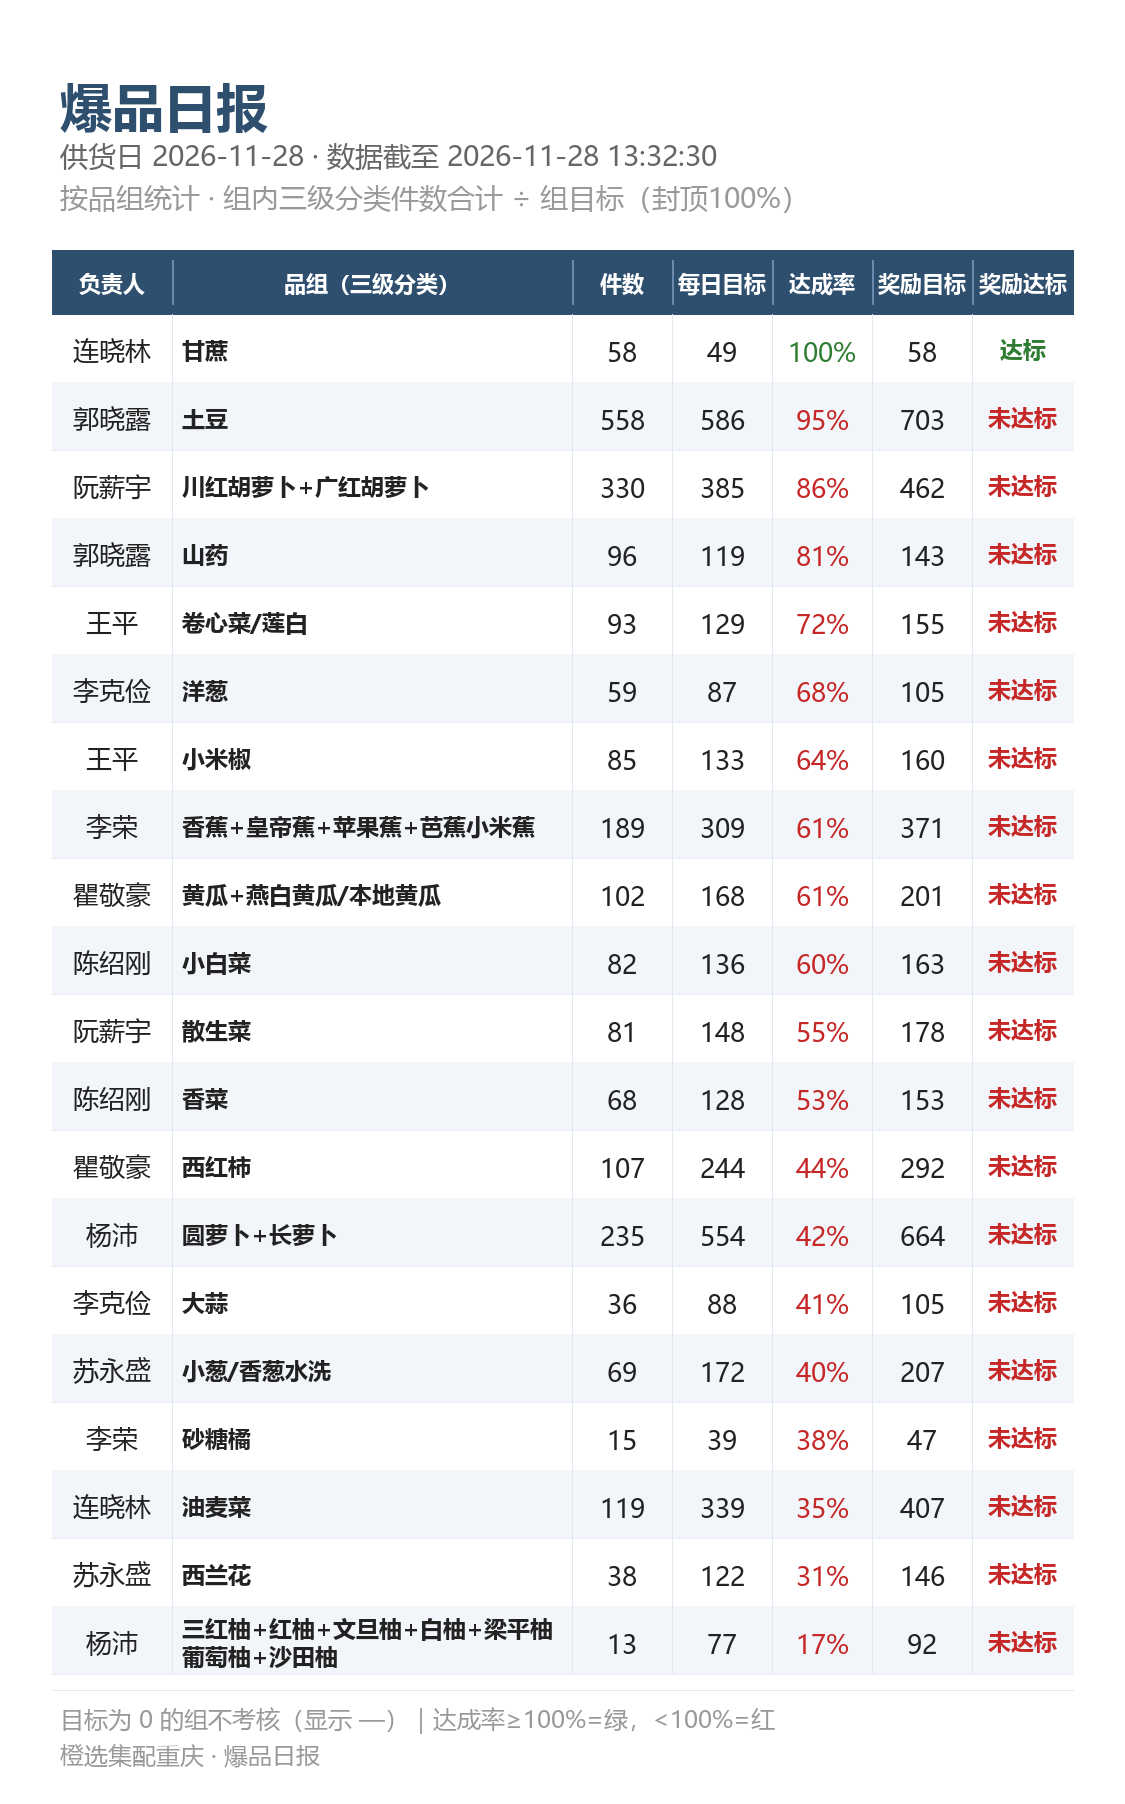 爆品日报
供货日 2026-11-28 · 数据截至 2026-11-28 13:32:30
按品组统计 · 组内三级分类件数合计 ÷ 组目标（封顶100%）
负责人 品组（三级分类） 件数 每日目标 达成率 奖励目标 奖励达标
连晓林 甘蔗 58 49 100% 58 达标
郭晓露 土豆 558 586 95% 703 未达标
阮薪宇 川红胡萝卜+广红胡萝卜 330 385 86% 462 未达标
郭晓露 山药 96 119 81% 143 未达标
王平 卷心菜/莲白 93 129 72% 155 未达标
李克俭 洋葱 59 87 68% 105 未达标
王平 小米椒 85 133 64% 160 未达标
李荣 香蕉+皇帝蕉+苹果蕉+芭蕉小米蕉 189 309 61% 371 未达标
瞿敬豪 黄瓜+燕白黄瓜/本地黄瓜 102 168 61% 201 未达标
陈绍刚 小白菜 82 136 60% 163 未达标
阮薪宇 散生菜 81 148 55% 178 未达标
陈绍刚 香菜 68 128 53% 153 未达标
瞿敬豪 西红柿 107 244 44% 292 未达标
杨沛 圆萝卜+长萝卜 235 554 42% 664 未达标
李克俭 大蒜 36 88 41% 105 未达标
苏永盛 小葱/香葱水洗 69 172 40% 207 未达标
李荣 砂糖橘 15 39 38% 47 未达标
连晓林 油麦菜 119 339 35% 407 未达标
苏永盛 西兰花 38 122 31% 146 未达标
杨沛 三红柚+红柚+文旦柚+白柚+梁平柚 13 77 17% 92 未达标
葡萄柚+沙田柚
目标为 0 的组不考核（显示 —）｜达成率≥100%=绿，<100%=红
橙选集配重庆 · 爆品日报